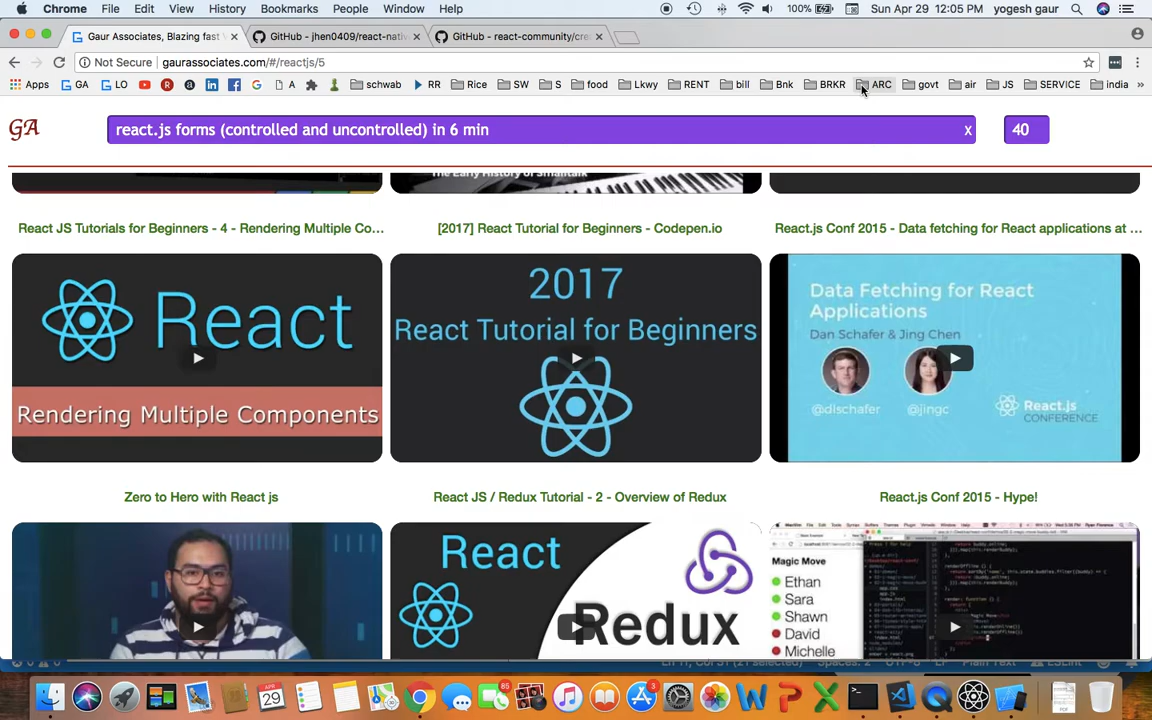 Chrome File Edit View History Bookmarks People Window Help 100% Sun Apr 29 12:05 PM yogesh gaur
Gaur Associates, Blazing fast GitHub - jhen0409/react-nativ GitHub - react-community/cre
Not Secure gaurassociates.com/#/reactjs/5
Apps GA LO A schwab RR Rice SW S food Lkwy RENT bill Bnk BRKR ARC govt air JS SERVICE india »
GA react.js forms (controlled and uncontrolled) in 6 min x 40
The Early History of Smalltalk
React JS Tutorials for Beginners - 4 - Rendering Multiple Co... [2017] React Tutorial for Beginners - Codepen.io React.js Conf 2015 - Data fetching for React applications at ...
React
Rendering Multiple Components
2017
React Tutorial for Beginners
Data Fetching for React
Applications
Dan Schafer & Jing Chen
@dlschafer @jingc
React.js
CONFERENCE
Zero to Hero with React js React JS / Redux Tutorial - 2 - Overview of Redux React.js Conf 2015 - Hype!
React
Redux
Magic Move
Ethan
Sara
Shawn
David
Michelle
29
85
3